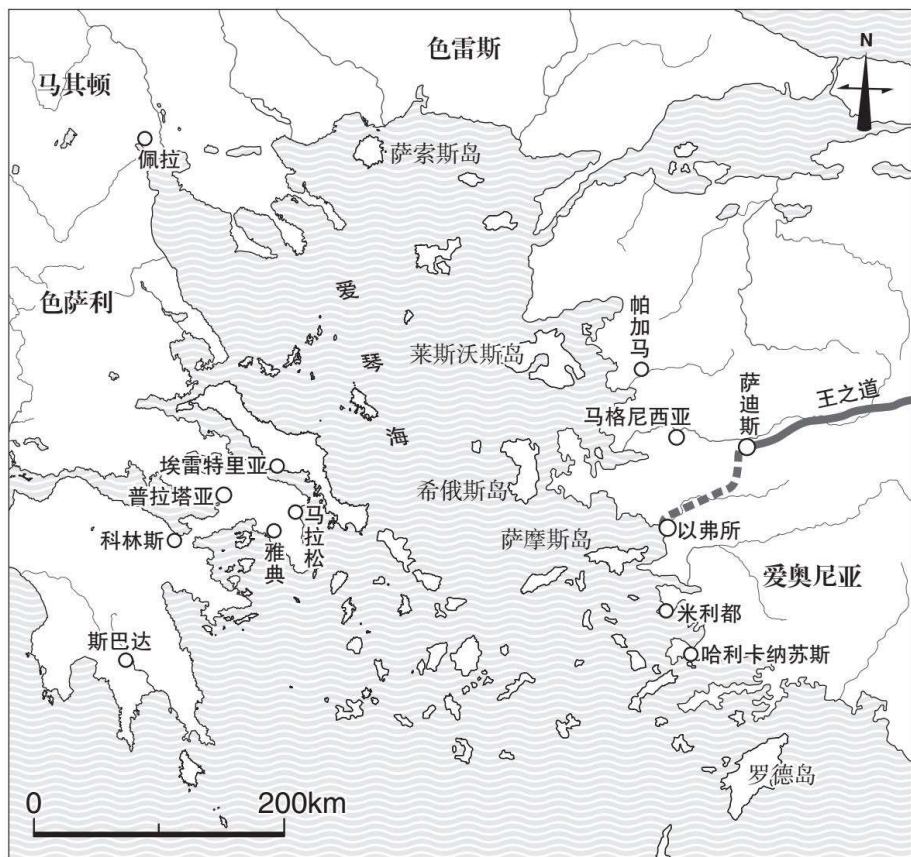 色雷斯
N
马其顿
佩拉
萨索斯岛
色萨利
爱琴海
帕加马
莱斯沃斯岛
萨迪斯
王之道
马格尼西亚
埃雷特里亚
普拉塔亚
希俄斯岛
科林斯
雅典
马拉松
萨摩斯岛
以弗所
爱奥尼亚
米利都
斯巴达
哈利卡纳苏斯
罗德岛
0
200km